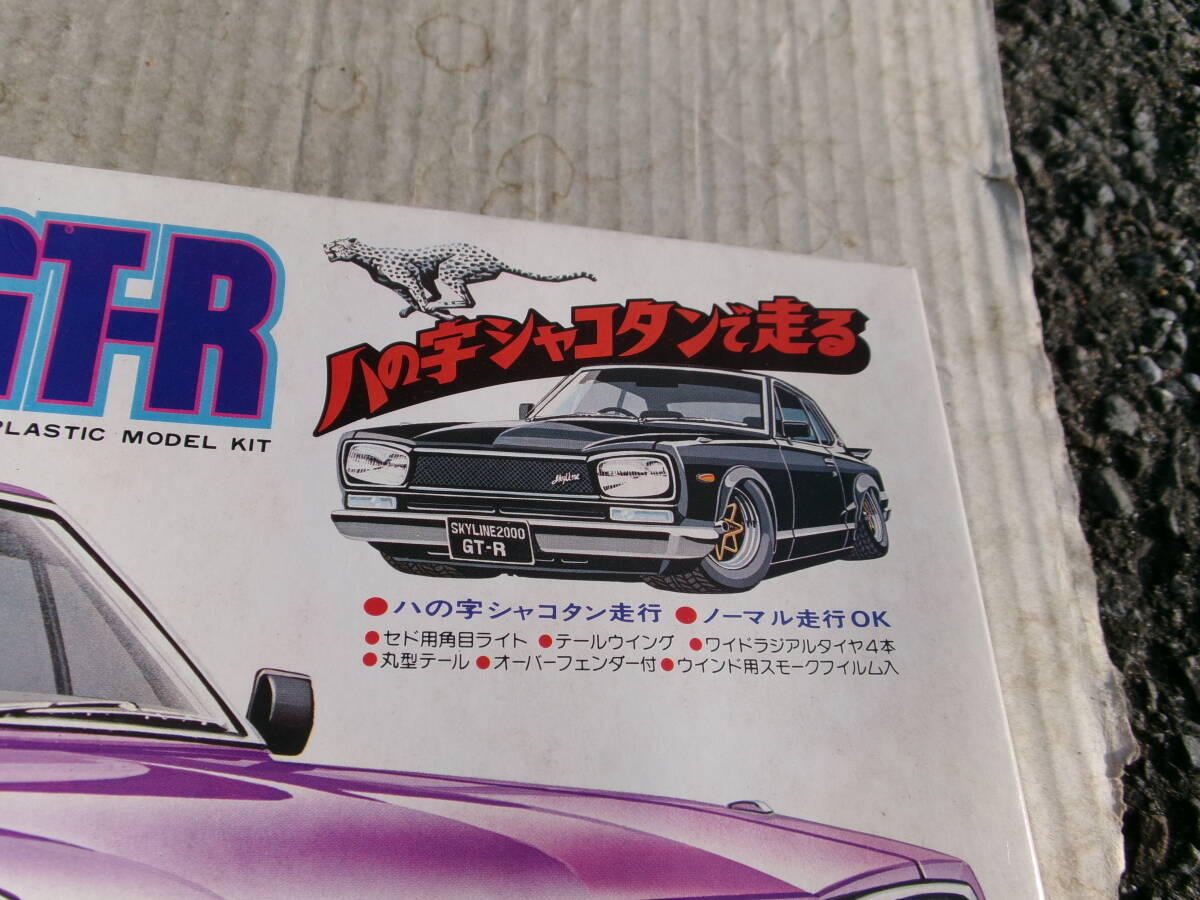 GT-R
PLASTIC MODEL KIT
ハの字シャコタンで走る
Skyline
SKYLINE2000
GT-R
●ハの字シャコタン走行 ●ノーマル走行OK
●セド用角目ライト ●テールウイング ●ワイドラジアルタイヤ4本
●丸型テール ●オーバーフェンダー付 ●ウインド用スモークフイルム入